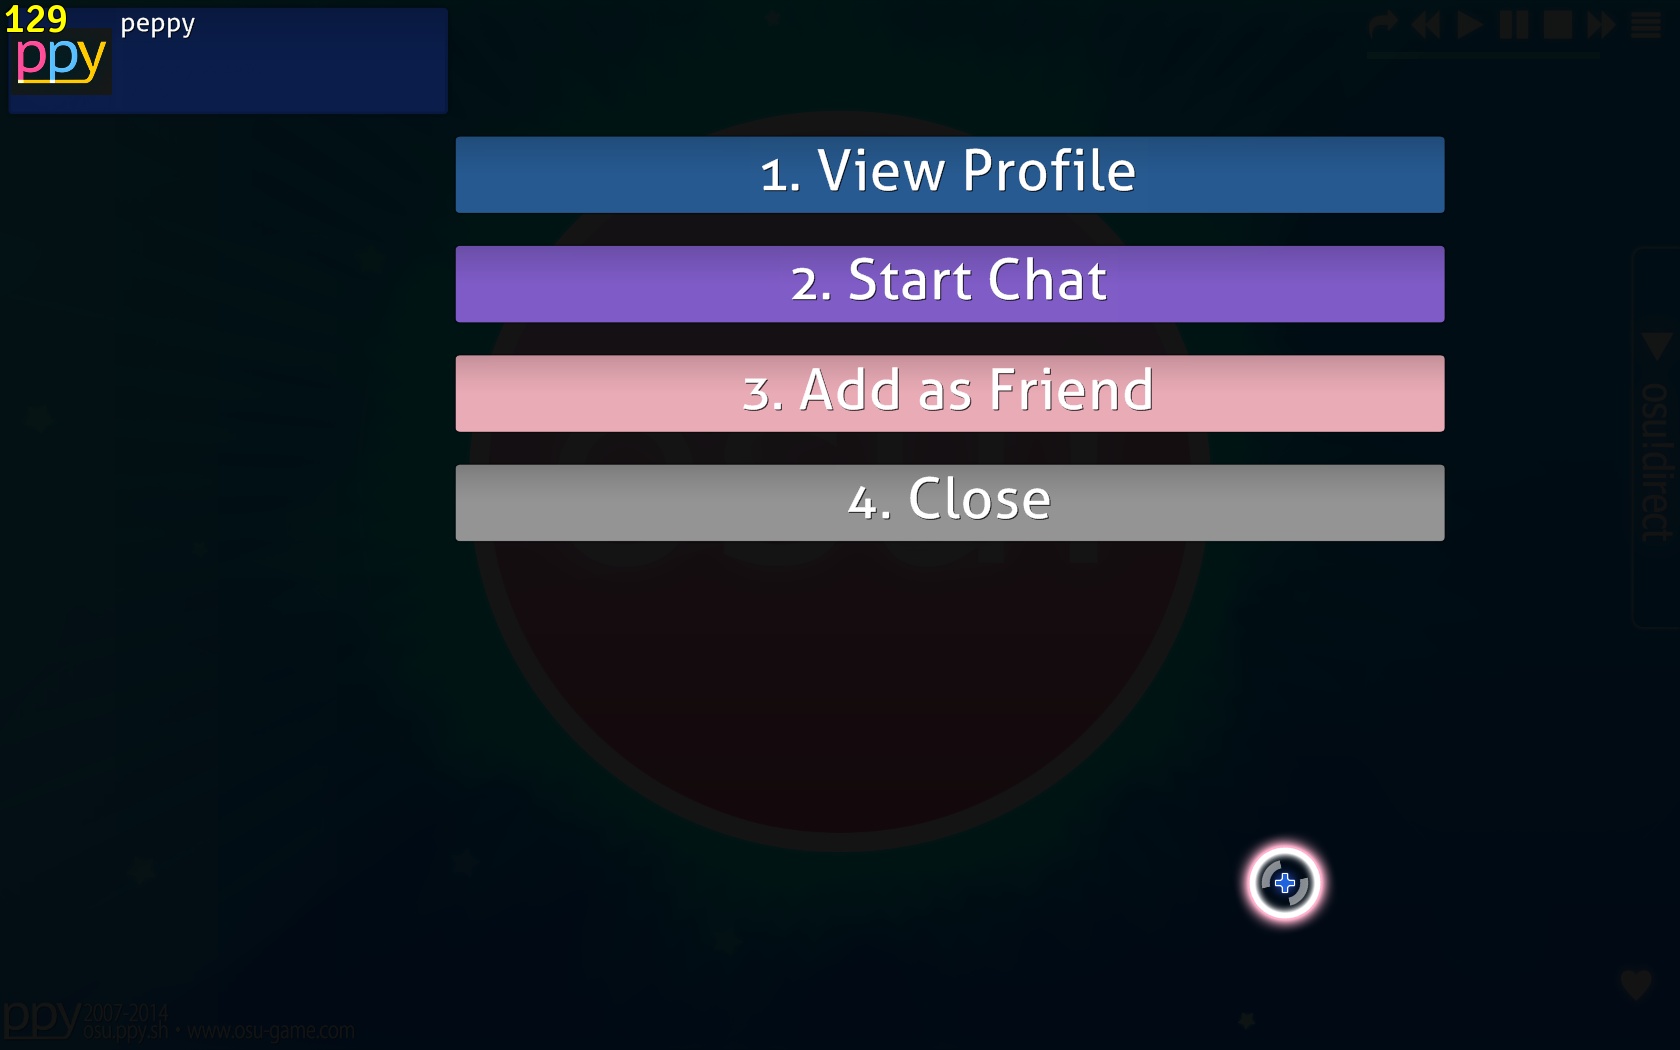 129
peppy
ppy
1. View Profile
2. Start Chat
3. Add as Friend
4. Close
osu!
osu!direct
ppy 2007-2014
osu.ppy.sh • www.osu-game.com